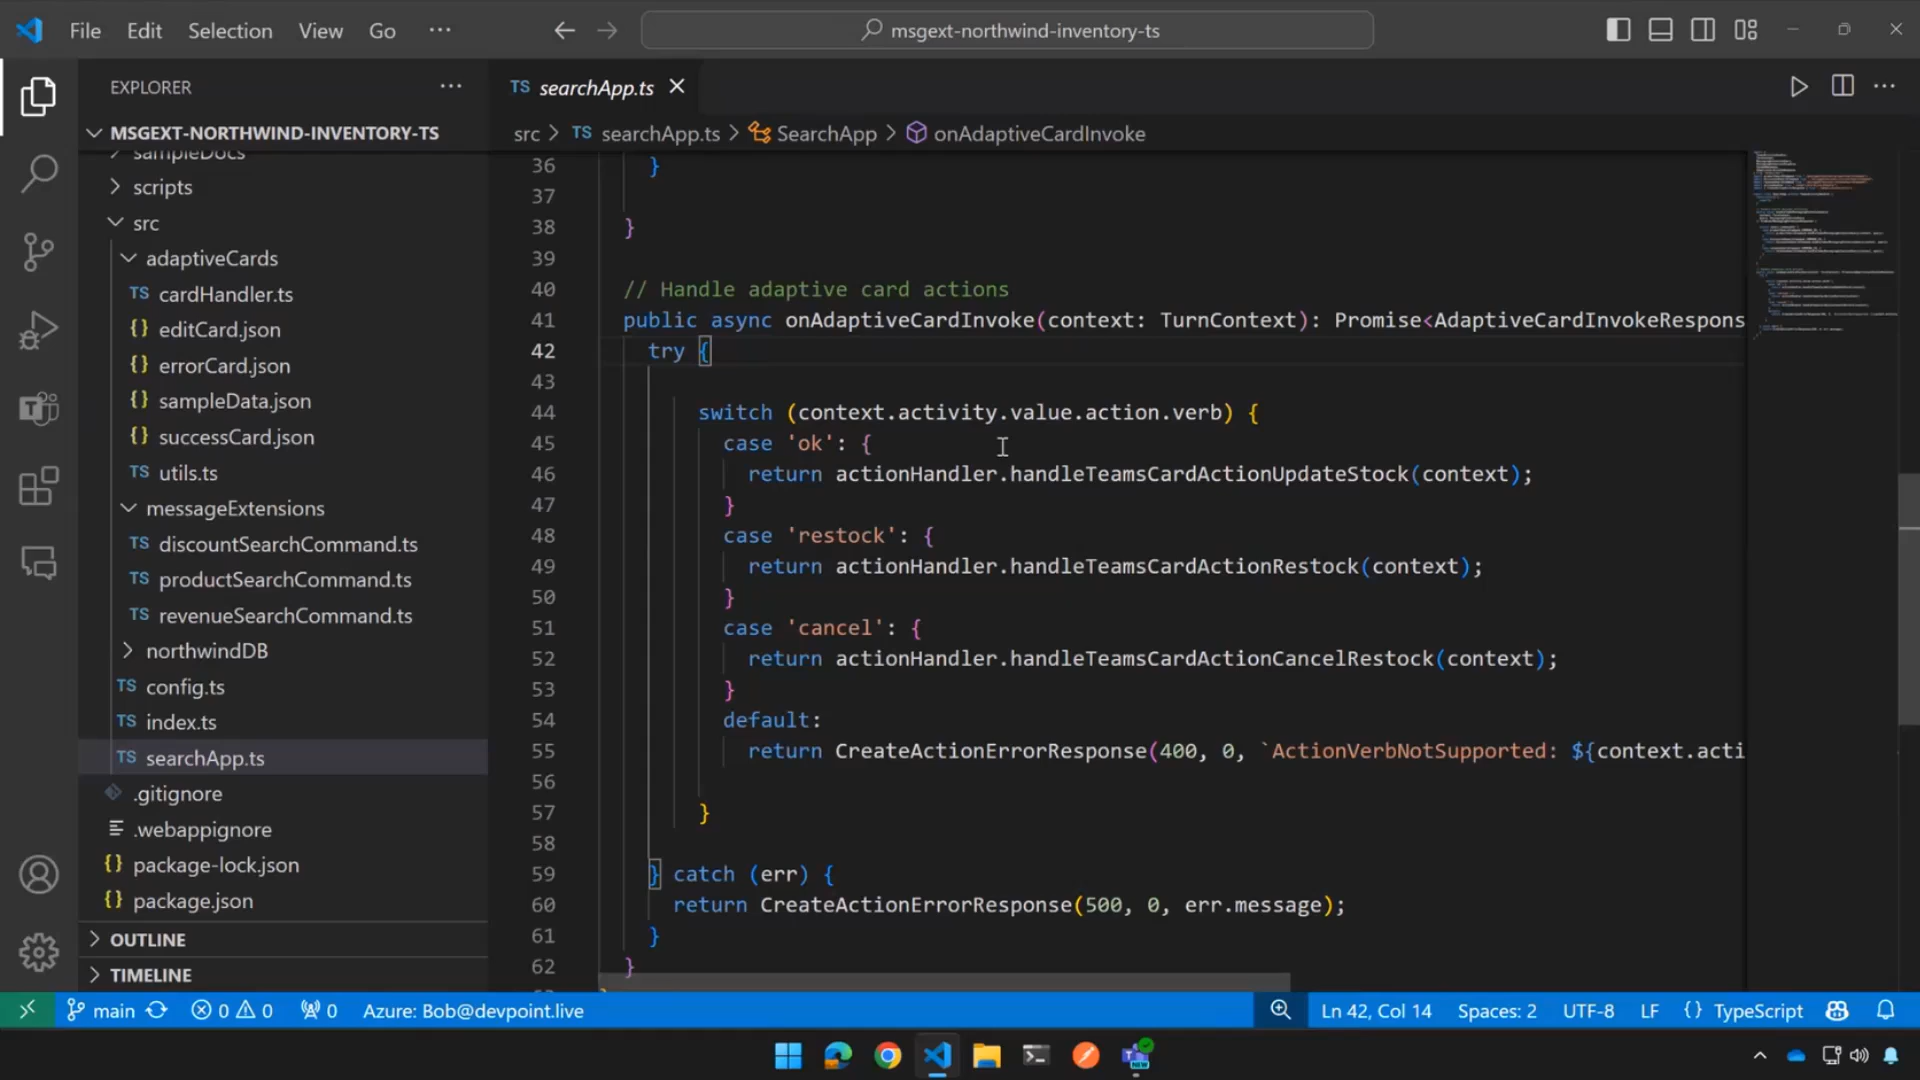 File Edit Selection View Go ···
msgext-northwind-inventory-ts
EXPLORER ···
MSGEXT-NORTHWIND-INVENTORY-TS
sampleDocs
scripts
src
adaptiveCards
TS cardHandler.ts
{} editCard.json
{} errorCard.json
{} sampleData.json
{} successCard.json
TS utils.ts
messageExtensions
TS discountSearchCommand.ts
TS productSearchCommand.ts
TS revenueSearchCommand.ts
northwindDB
TS config.ts
TS index.ts
TS searchApp.ts
.gitignore
.webappignore
{} package-lock.json
{} package.json
OUTLINE
TIMELINE
TS searchApp.ts
src > TS searchApp.ts > SearchApp > onAdaptiveCardInvoke
36 }
37
38 }
39
40 // Handle adaptive card actions
41 public async onAdaptiveCardInvoke(context: TurnContext): Promise<AdaptiveCardInvokeRespons
42 try {
43
44 switch (context.activity.value.action.verb) {
45 case 'ok': {
46 return actionHandler.handleTeamsCardActionUpdateStock(context);
47 }
48 case 'restock': {
49 return actionHandler.handleTeamsCardActionRestock(context);
50 }
51 case 'cancel': {
52 return actionHandler.handleTeamsCardActionCancelRestock(context);
53 }
54 default:
55 return CreateActionErrorResponse(400, 0, `ActionVerbNotSupported: ${context.acti
56
57 }
58
59 } catch (err) {
60 return CreateActionErrorResponse(500, 0, err.message);
61 }
62 }
main 0 0 0 Azure: Bob@devpoint.live Ln 42, Col 14 Spaces: 2 UTF-8 LF {} TypeScript